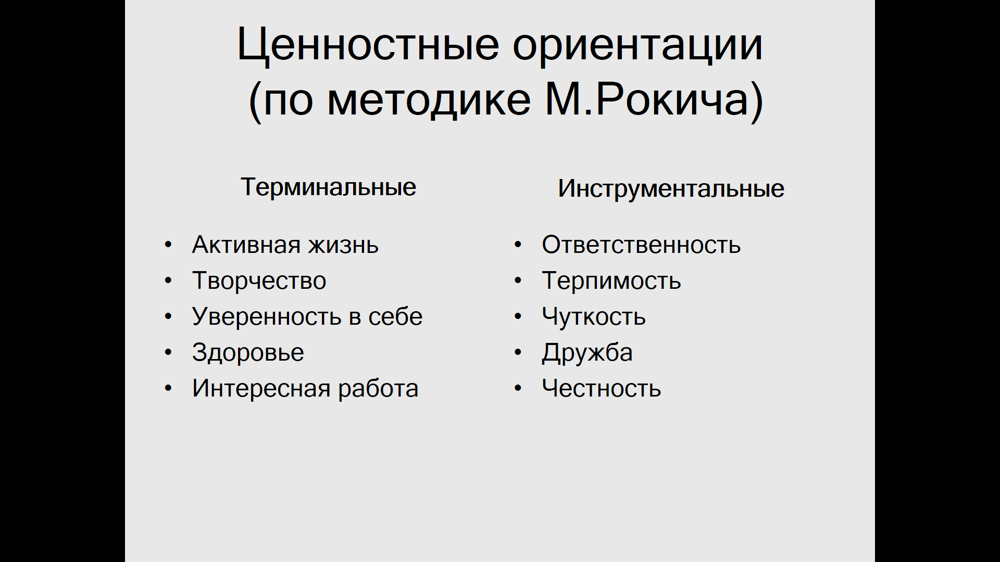 Ценностные ориентации
(по методике М.Рокича)
Терминальные
• Активная жизнь
• Творчество
• Уверенность в себе
• Здоровье
• Интересная работа
Инструментальные
• Ответственность
• Терпимость
• Чуткость
• Дружба
• Честность